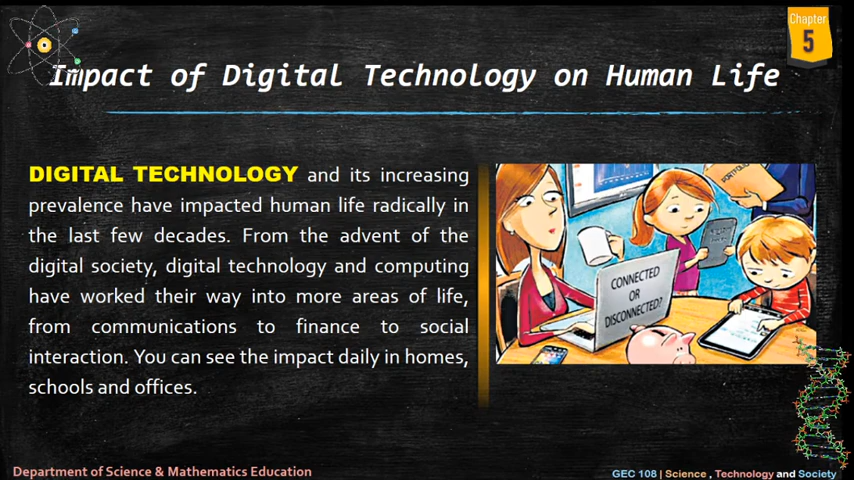 Chapter
5
Impact of Digital Technology on Human Life
DIGITAL TECHNOLOGY and its increasing
prevalence have impacted human life radically in
the last few decades. From the advent of the
digital society, digital technology and computing
have worked their way into more areas of life,
from communications to finance to social
interaction. You can see the impact daily in homes,
schools and offices.
PORTFOLIO
CONNECTED
OR
DISCONNECTED?
Department of Science & Mathematics Education
GEC 108 | Science , Technology and Society